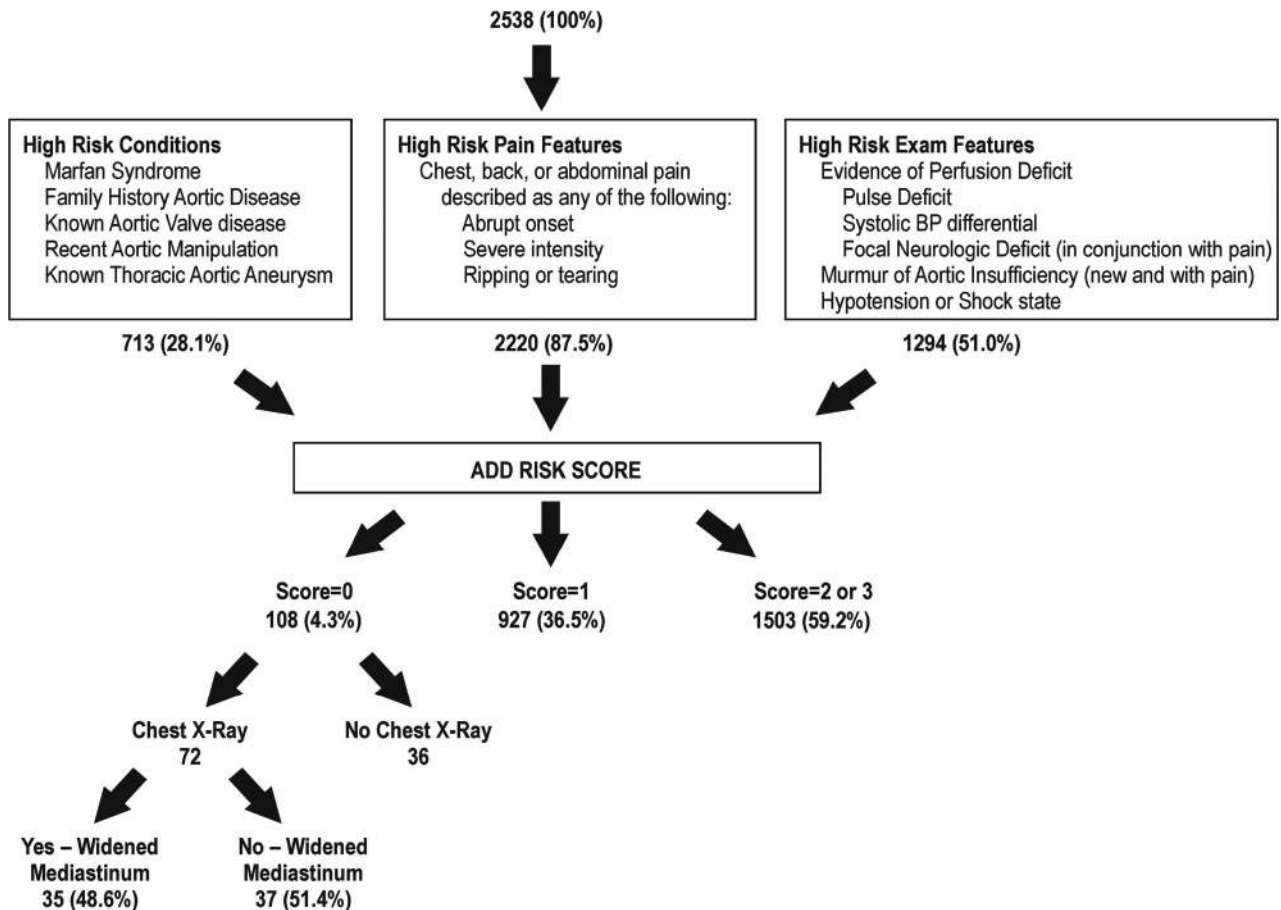 2538 (100%)
High Risk Conditions
Marfan Syndrome
Family History Aortic Disease
Known Aortic Valve disease
Recent Aortic Manipulation
Known Thoracic Aortic Aneurysm
713 (28.1%)
High Risk Pain Features
Chest, back, or abdominal pain
described as any of the following:
Abrupt onset
Severe intensity
Ripping or tearing
2220 (87.5%)
High Risk Exam Features
Evidence of Perfusion Deficit
Pulse Deficit
Systolic BP differential
Focal Neurologic Deficit (in conjunction with pain)
Murmur of Aortic Insufficiency (new and with pain)
Hypotension or Shock state
1294 (51.0%)
ADD RISK SCORE
Score=0
108 (4.3%)
Score=1
927 (36.5%)
Score=2 or 3
1503 (59.2%)
Chest X-Ray
72
No Chest X-Ray
36
Yes – Widened
Mediastinum
35 (48.6%)
No – Widened
Mediastinum
37 (51.4%)